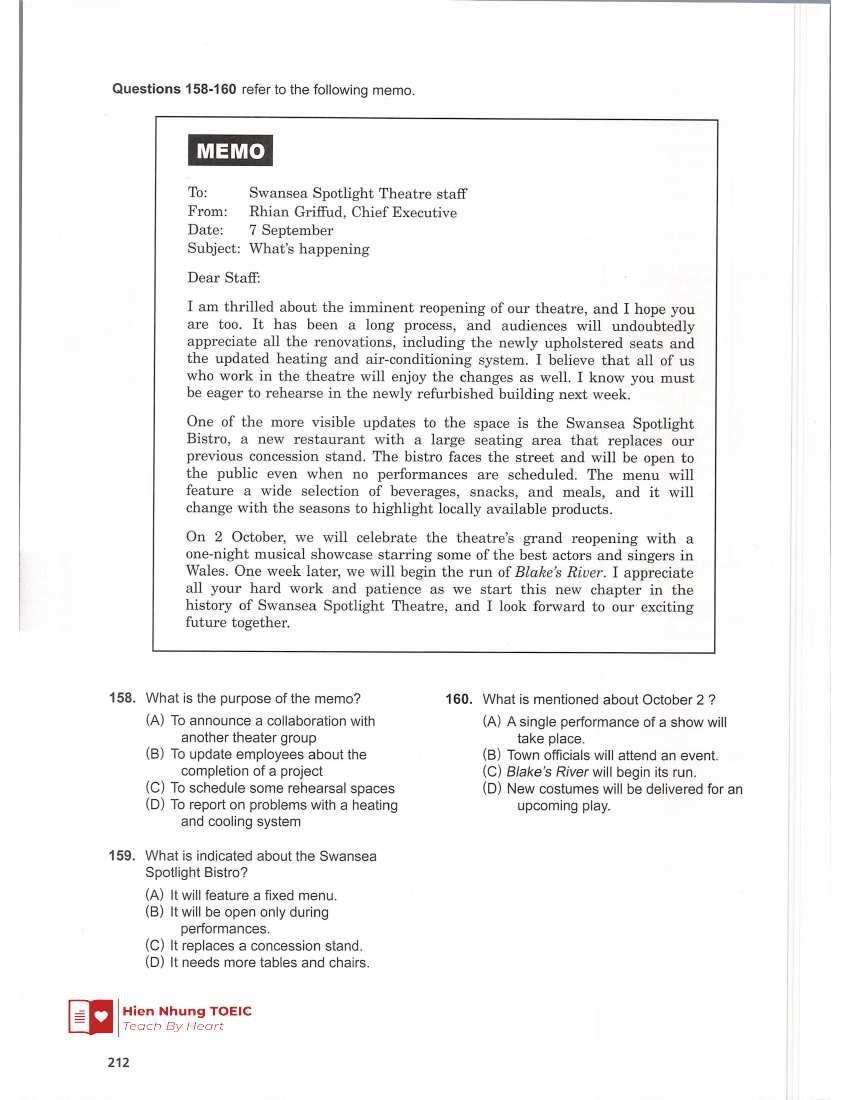 Questions 158-160 refer to the following memo.
MEMO
To: Swansea Spotlight Theatre staff
From: Rhian Griffud, Chief Executive
Date: 7 September
Subject: What's happening
Dear Staff:
I am thrilled about the imminent reopening of our theatre, and I hope you
are too. It has been a long process, and audiences will undoubtedly
appreciate all the renovations, including the newly upholstered seats and
the updated heating and air-conditioning system. I believe that all of us
who work in the theatre will enjoy the changes as well. I know you must
be eager to rehearse in the newly refurbished building next week.
One of the more visible updates to the space is the Swansea Spotlight
Bistro, a new restaurant with a large seating area that replaces our
previous concession stand. The bistro faces the street and will be open to
the public even when no performances are scheduled. The menu will
feature a wide selection of beverages, snacks, and meals, and it will
change with the seasons to highlight locally available products.
On 2 October, we will celebrate the theatre's grand reopening with a
one-night musical showcase starring some of the best actors and singers in
Wales. One week later, we will begin the run of Blake's River. I appreciate
all your hard work and patience as we start this new chapter in the
history of Swansea Spotlight Theatre, and I look forward to our exciting
future together.
158. What is the purpose of the memo?
(A) To announce a collaboration with
another theater group
(B) To update employees about the
completion of a project
(C) To schedule some rehearsal spaces
(D) To report on problems with a heating
and cooling system
159. What is indicated about the Swansea
Spotlight Bistro?
(A) It will feature a fixed menu.
(B) It will be open only during
performances.
(C) It replaces a concession stand.
(D) It needs more tables and chairs.
160. What is mentioned about October 2 ?
(A) A single performance of a show will
take place.
(B) Town officials will attend an event.
(C) Blake's River will begin its run.
(D) New costumes will be delivered for an
upcoming play.
Hien Nhung TOEIC
Teach By Heart
212